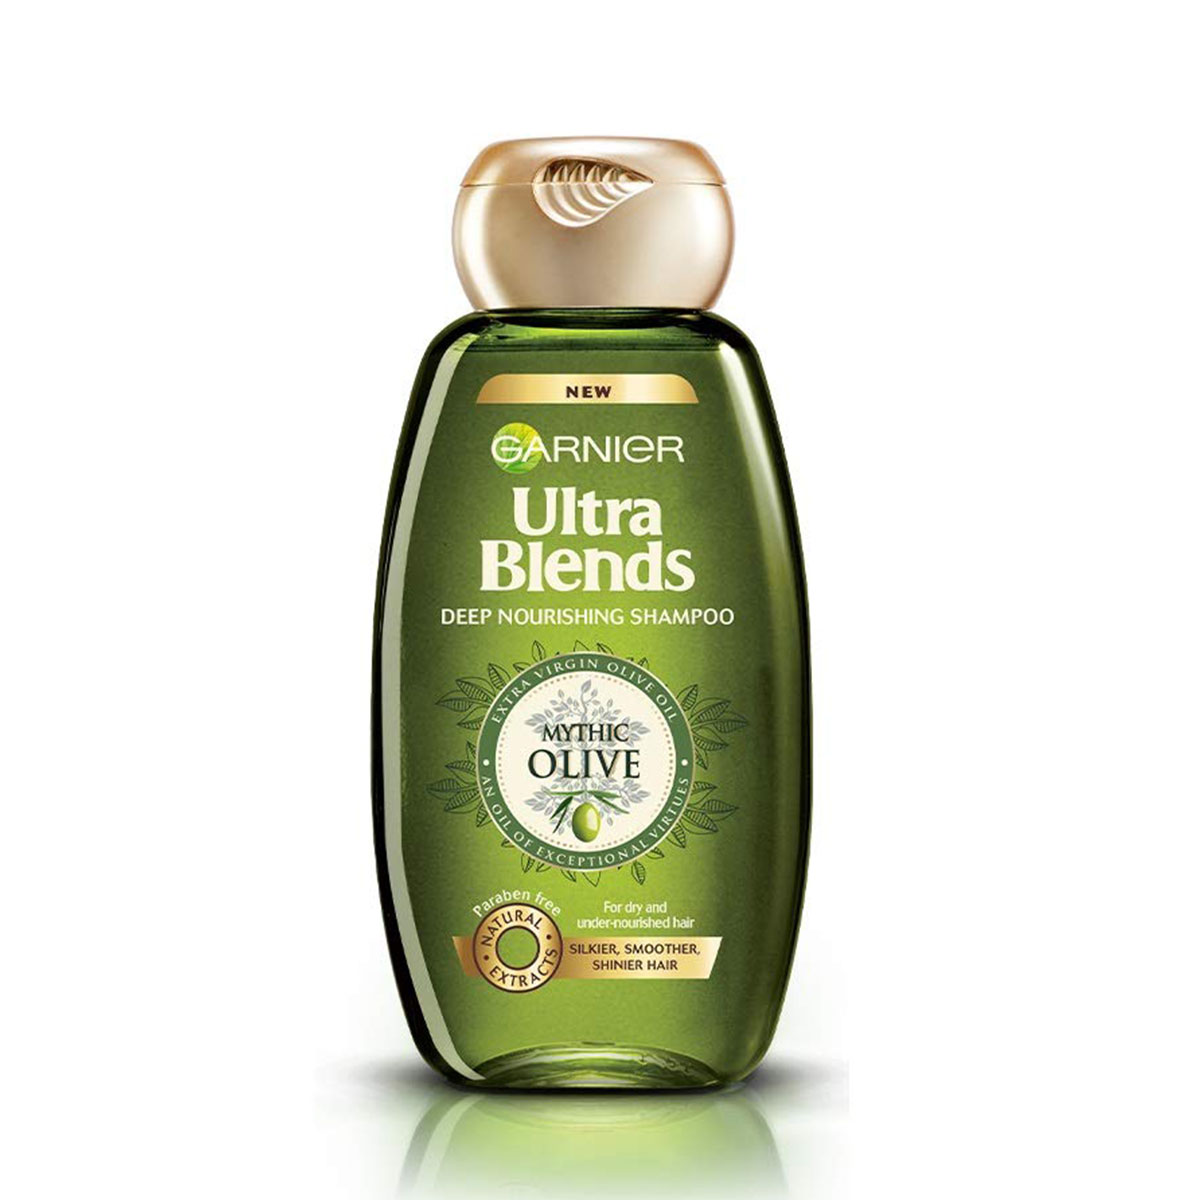 NEW
GARNIER
Ultra
Blends
DEEP NOURISHING SHAMPOO
EXTRA VIRGIN OLIVE OIL
MYTHIC
OLIVE
• AN OIL OF EXCEPTIONAL VIRTUES •
Paraben free
• NATURAL •
EXTRACTS
For dry and
under-nourished hair
SILKIER, SMOOTHER,
SHINIER HAIR